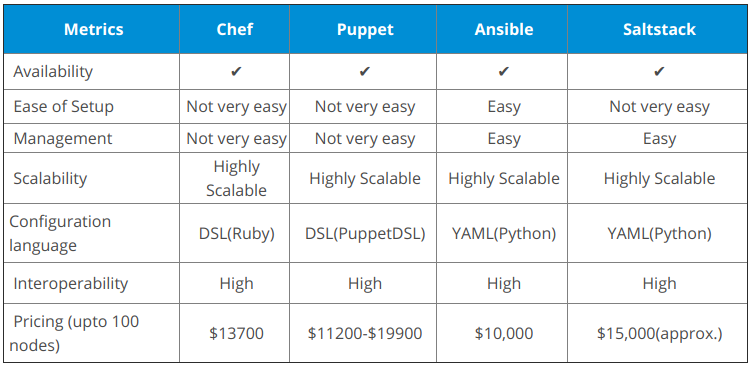 Metrics Chef Puppet Ansible Saltstack
Availability ✔ ✔ ✔ ✔
Ease of Setup Not very easy Not very easy Easy Not very easy
Management Not very easy Not very easy Easy Easy
Scalability Highly Scalable Highly Scalable Highly Scalable Highly Scalable
Configuration language DSL(Ruby) DSL(PuppetDSL) YAML(Python) YAML(Python)
Interoperability High High High High
Pricing (upto 100 nodes) $13700 $11200-$19900 $10,000 $15,000(approx.)